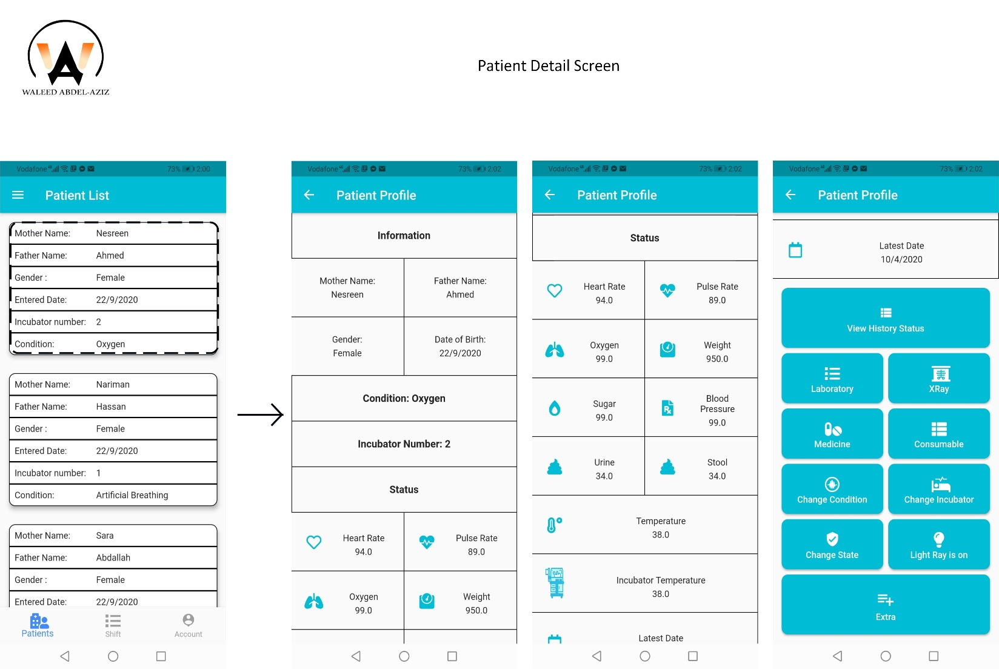 WALEED ABDEL-AZIZ
Patient Detail Screen
Vodafone 73% 2:00
Patient List
Mother Name: Nesreen
Father Name: Ahmed
Gender : Female
Entered Date: 22/9/2020
Incubator number: 2
Condition: Oxygen
Mother Name: Nariman
Father Name: Hassan
Gender : Female
Entered Date: 22/9/2020
Incubator number: 1
Condition: Artificial Breathing
Mother Name: Sara
Father Name: Abdallah
Gender : Female
Entered Date: 22/9/2020
Patients Shift Account
Vodafone 73% 2:02
Patient Profile
Information
Mother Name: Father Name:
Nesreen Ahmed
Gender: Date of Birth:
Female 22/9/2020
Condition: Oxygen
Incubator Number: 2
Status
Heart Rate Pulse Rate
94.0 89.0
Oxygen Weight
99.0 950.0
Vodafone 73% 2:02
Patient Profile
Status
Heart Rate Pulse Rate
94.0 89.0
Oxygen Weight
99.0 950.0
Sugar Blood
99.0 Pressure
99.0
Urine Stool
34.0 34.0
Temperature
38.0
Incubator Temperature
38.0
Latest Date
Vodafone 73% 2:02
Patient Profile
Latest Date
10/4/2020
View History Status
Laboratory XRay
Medicine Consumable
Change Condition Change Incubator
Change State Light Ray is on
Extra